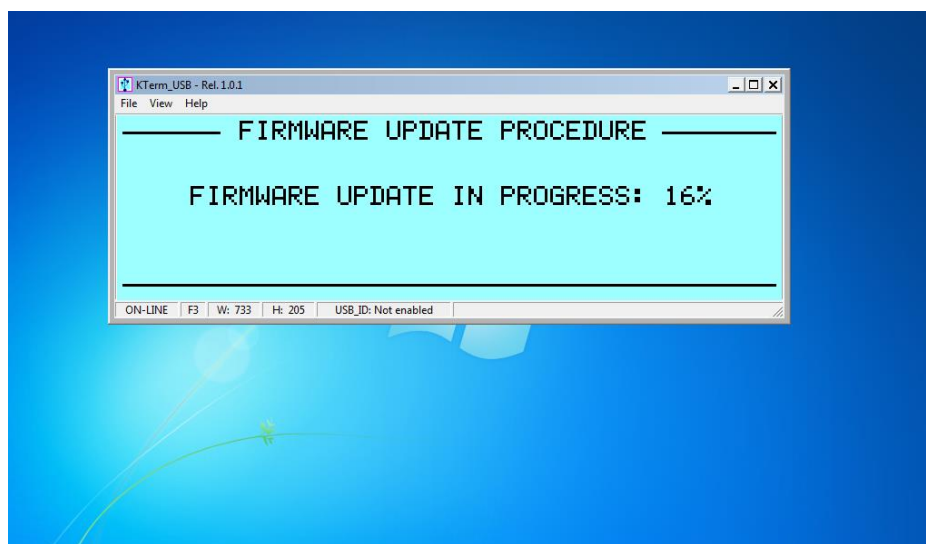 KTerm_USB - Rel. 1.0.1
File View Help
FIRMWARE UPDATE PROCEDURE
FIRMWARE UPDATE IN PROGRESS: 16%
ON-LINE F3 W: 733 H: 205 USB_ID: Not enabled